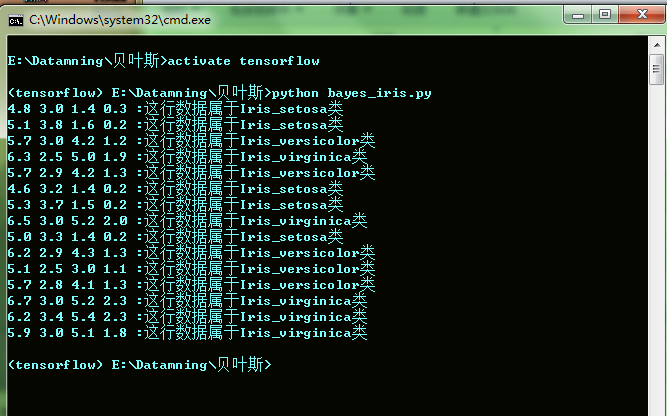 C:\Windows\system32\cmd.exe
E:\Datamning\贝叶斯>activate tensorflow
(tensorflow) E:\Datamning\贝叶斯>python bayes_iris.py
4.8 3.0 1.4 0.3 :这行数据属于Iris_setosa类
5.1 3.8 1.6 0.2 :这行数据属于Iris_setosa类
5.7 3.0 4.2 1.2 :这行数据属于Iris_versicolor类
6.3 2.5 5.0 1.9 :这行数据属于Iris_virginica类
5.7 2.9 4.2 1.3 :这行数据属于Iris_versicolor类
4.6 3.2 1.4 0.2 :这行数据属于Iris_setosa类
5.3 3.7 1.5 0.2 :这行数据属于Iris_setosa类
6.5 3.0 5.2 2.0 :这行数据属于Iris_virginica类
5.0 3.3 1.4 0.2 :这行数据属于Iris_setosa类
6.2 2.9 4.3 1.3 :这行数据属于Iris_versicolor类
5.1 2.5 3.0 1.1 :这行数据属于Iris_versicolor类
5.7 2.8 4.1 1.3 :这行数据属于Iris_versicolor类
6.7 3.0 5.2 2.3 :这行数据属于Iris_virginica类
6.2 3.4 5.4 2.3 :这行数据属于Iris_virginica类
5.9 3.0 5.1 1.8 :这行数据属于Iris_virginica类
(tensorflow) E:\Datamning\贝叶斯>